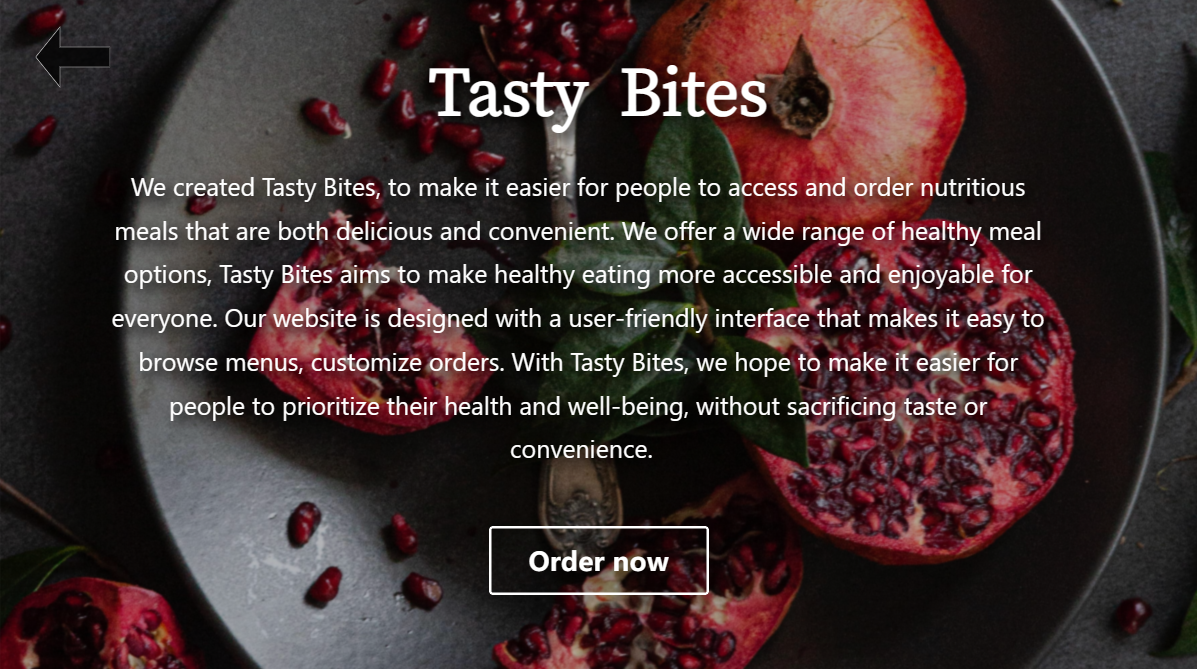 Tasty Bites
We created Tasty Bites, to make it easier for people to access and order nutritious
meals that are both delicious and convenient. We offer a wide range of healthy meal
options, Tasty Bites aims to make healthy eating more accessible and enjoyable for
everyone. Our website is designed with a user-friendly interface that makes it easy to
browse menus, customize orders. With Tasty Bites, we hope to make it easier for
people to prioritize their health and well-being, without sacrificing taste or
convenience.
Order now